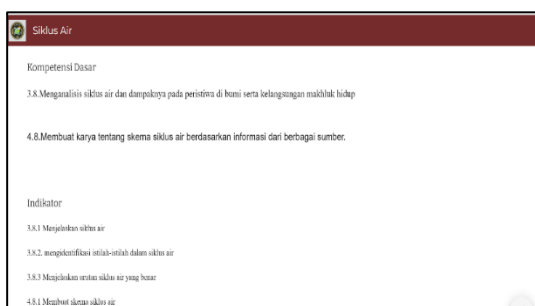 Siklus Air
Kompetensi Dasar
3.8.Menganalisis siklus air dan dampaknya pada peristiwa di bumi serta kelangsungan makhluk hidup
4.8.Membuat karya tentang skema siklus air berdasarkan informasi dari berbagai sumber.
Indikator
3.8.1 Menjelaskan siklus air
3.8.2. mengidentifikasi istilah-istilah dalam siklus air
3.8.3 Menjelaskan urutan siklus air yang benar
4.8.1 Membuat skema siklus air